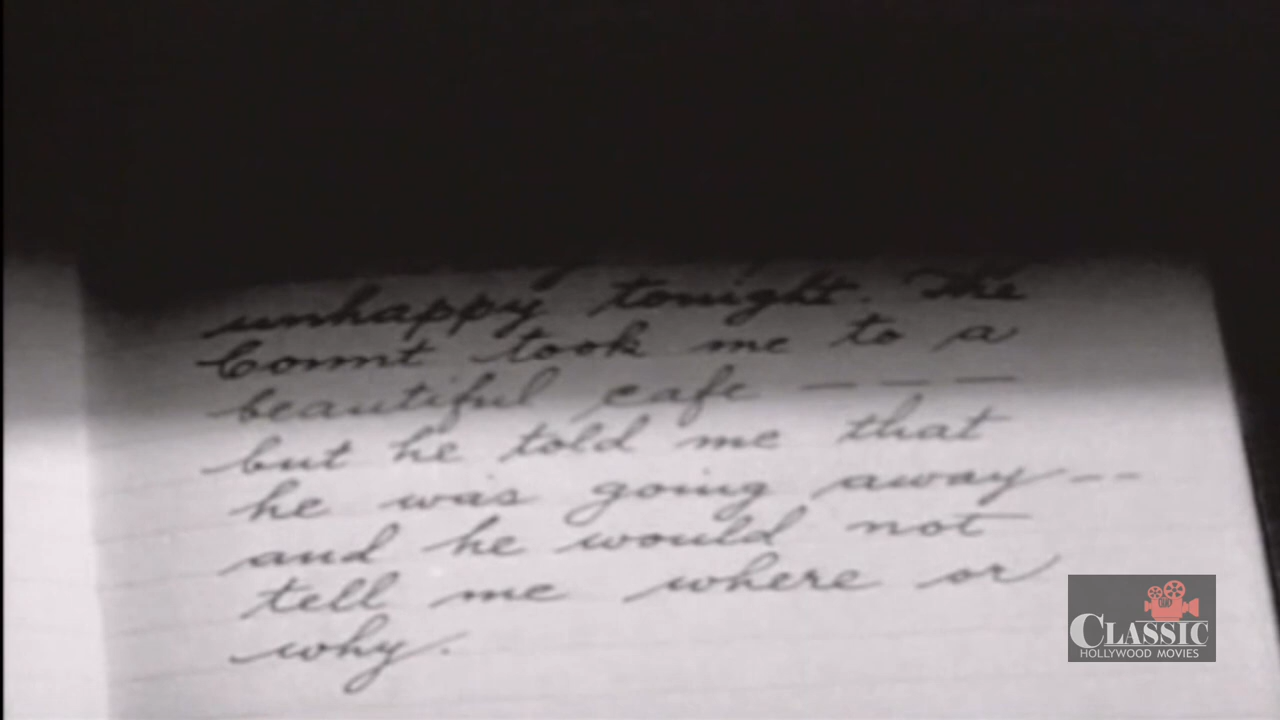 unhappy tonight. The
Count took me to a
beautiful cafe – – –
but he told me that
he was going away – –
and he would not
tell me where or
why.
CLASSIC
HOLLYWOOD MOVIES